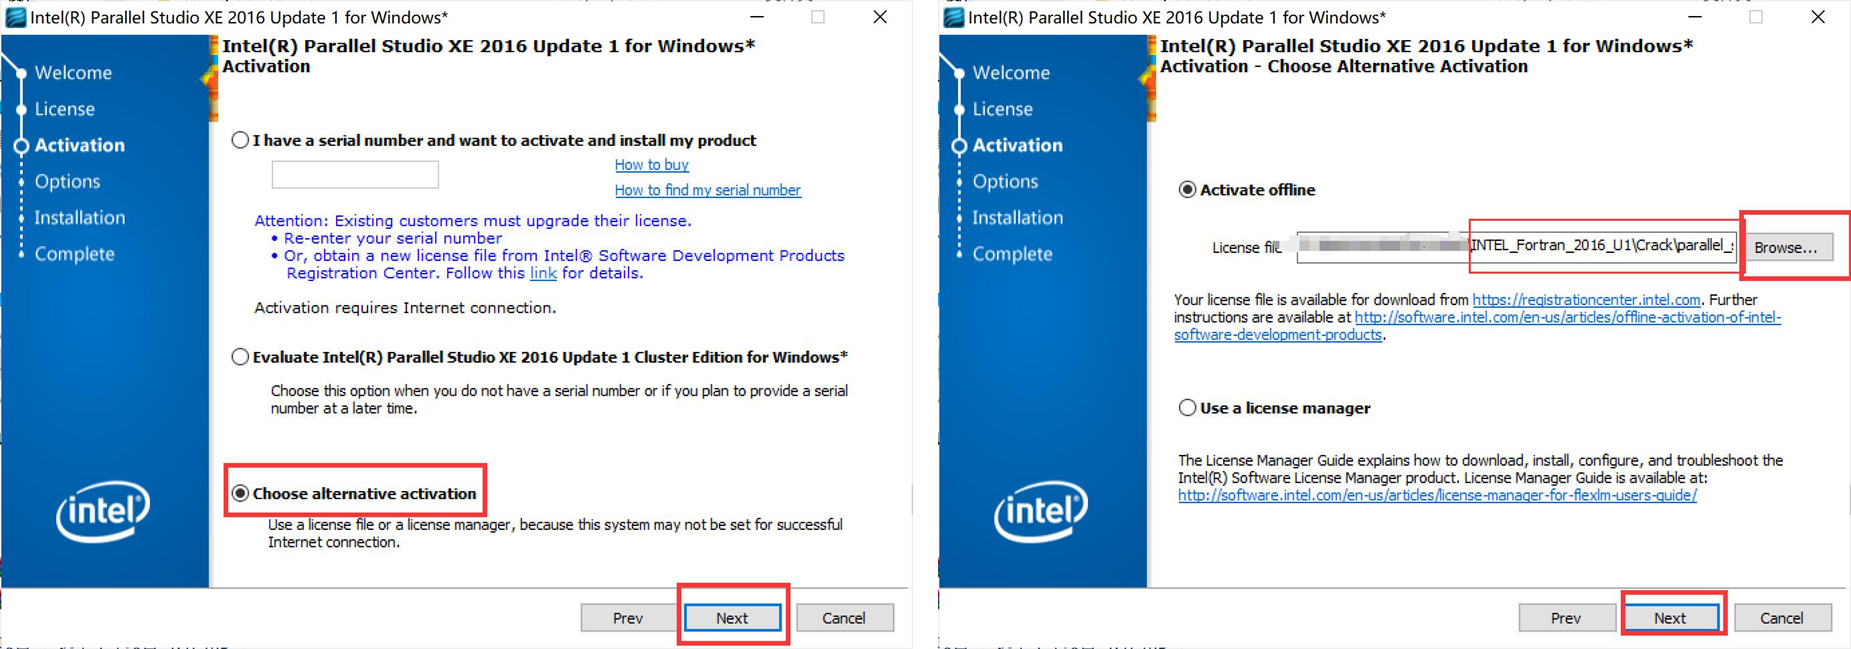 Intel(R) Parallel Studio XE 2016 Update 1 for Windows*
Intel(R) Parallel Studio XE 2016 Update 1 for Windows*
Activation
Welcome
License
Activation
Options
Installation
Complete
I have a serial number and want to activate and install my product
How to buy
How to find my serial number
Attention: Existing customers must upgrade their license.
• Re-enter your serial number
• Or, obtain a new license file from Intel® Software Development Products
Registration Center. Follow this link for details.
Activation requires Internet connection.
Evaluate Intel(R) Parallel Studio XE 2016 Update 1 Cluster Edition for Windows*
Choose this option when you do not have a serial number or if you plan to provide a serial
number at a later time.
Choose alternative activation
Use a license file or a license manager, because this system may not be set for successful
Internet connection.
intel
Prev
Next
Cancel
Intel(R) Parallel Studio XE 2016 Update 1 for Windows*
Intel(R) Parallel Studio XE 2016 Update 1 for Windows*
Activation - Choose Alternative Activation
Welcome
License
Activation
Options
Installation
Complete
Activate offline
License file \INTEL_Fortran_2016_U1\Crack\parallel_s Browse...
Your license file is available for download from https://registrationcenter.intel.com. Further
instructions are available at http://software.intel.com/en-us/articles/offline-activation-of-intel-
software-development-products.
Use a license manager
The License Manager Guide explains how to download, install, configure, and troubleshoot the
Intel(R) Software License Manager product. License Manager Guide is available at:
http://software.intel.com/en-us/articles/license-manager-for-flexlm-users-guide/
intel
Prev
Next
Cancel